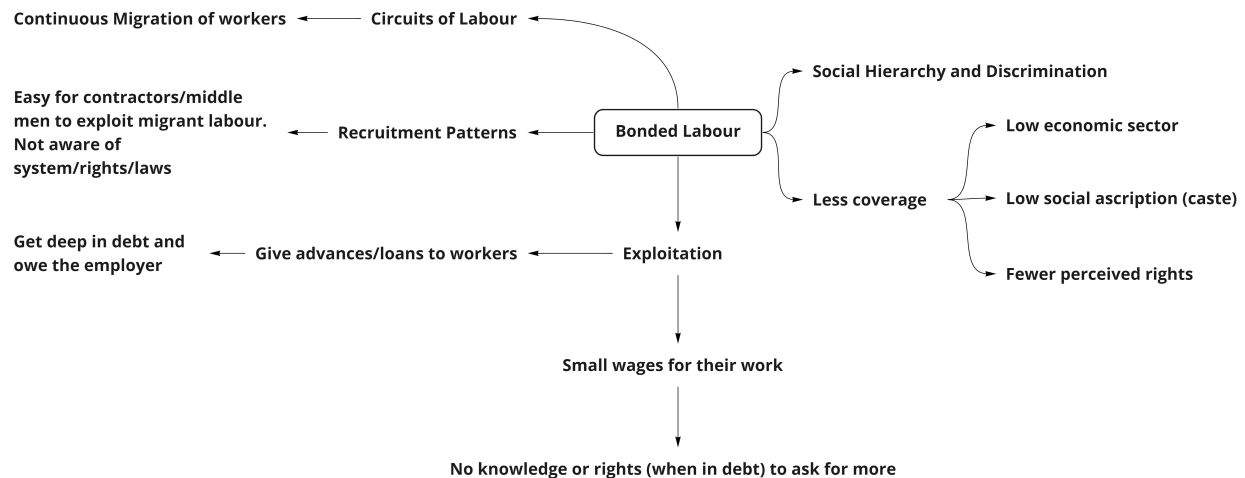 Continuous Migration of workers
Circuits of Labour
Social Hierarchy and Discrimination
Easy for contractors/middle
men to exploit migrant labour.
Not aware of
system/rights/laws
Recruitment Patterns
Bonded Labour
Low economic sector
Less coverage
Low social ascription (caste)
Fewer perceived rights
Get deep in debt and
owe the employer
Give advances/loans to workers
Exploitation
Small wages for their work
No knowledge or rights (when in debt) to ask for more